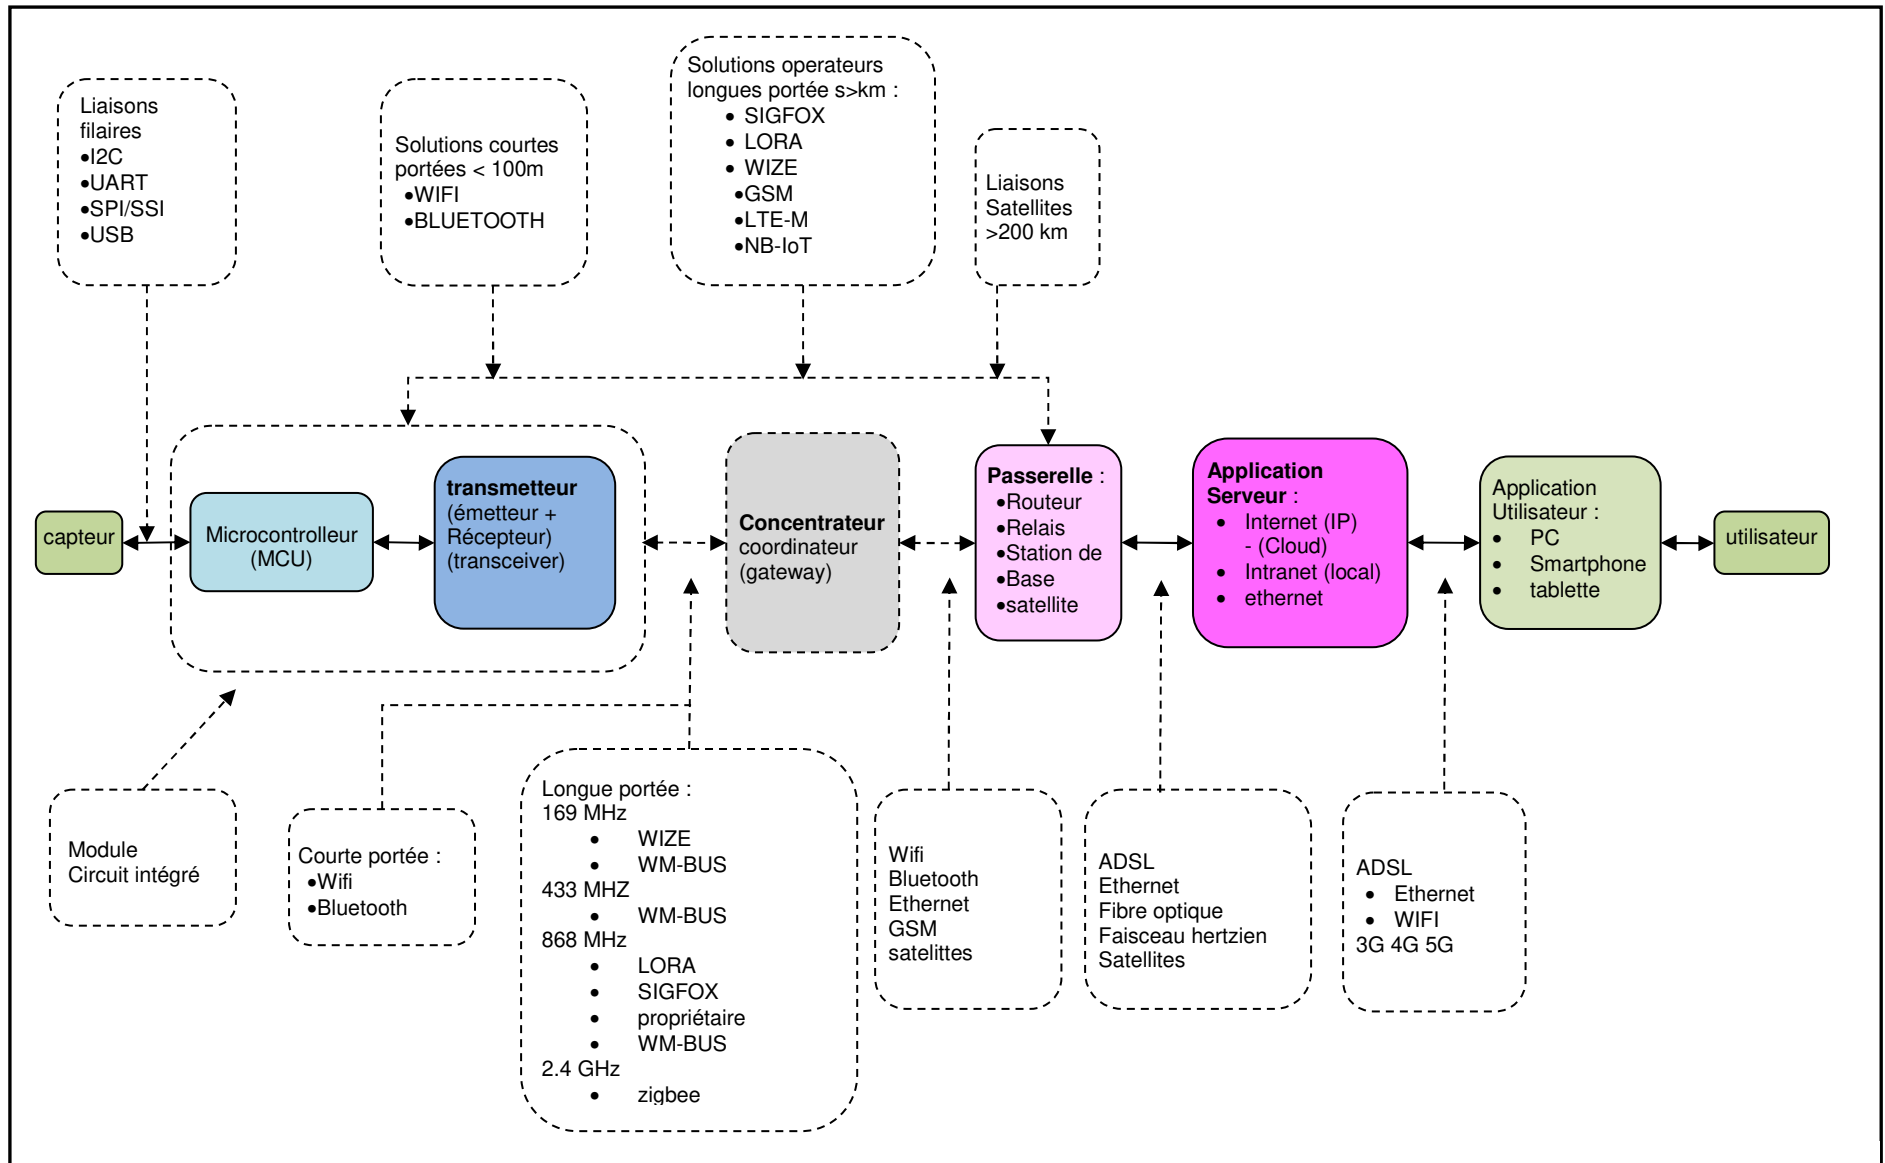 Liaisons
filaires
•I2C
•UART
•SPI/SSI
•USB
Solutions courtes
portées < 100m
•WIFI
•BLUETOOTH
Solutions operateurs
longues portée s>km :
• SIGFOX
• LORA
• WIZE
•GSM
•LTE-M
•NB-IoT
Liaisons
Satellites
>200 km
capteur
Microcontrolleur
(MCU)
transmetteur
(émetteur +
Récepteur)
(transceiver)
Concentrateur
coordinateur
(gateway)
Passerelle :
•Routeur
•Relais
•Station de
•Base
•satellite
Application
Serveur :
• Internet (IP)
- (Cloud)
• Intranet (local)
• ethernet
Application
Utilisateur :
• PC
• Smartphone
• tablette
utilisateur
Module
Circuit intégré
Courte portée :
•Wifi
•Bluetooth
Longue portée :
169 MHz
• WIZE
• WM-BUS
433 MHZ
• WM-BUS
868 MHz
• LORA
• SIGFOX
• propriétaire
• WM-BUS
2.4 GHz
• zigbee
Wifi
Bluetooth
Ethernet
GSM
satelittes
ADSL
Ethernet
Fibre optique
Faisceau hertzien
Satellites
ADSL
• Ethernet
• WIFI
3G 4G 5G